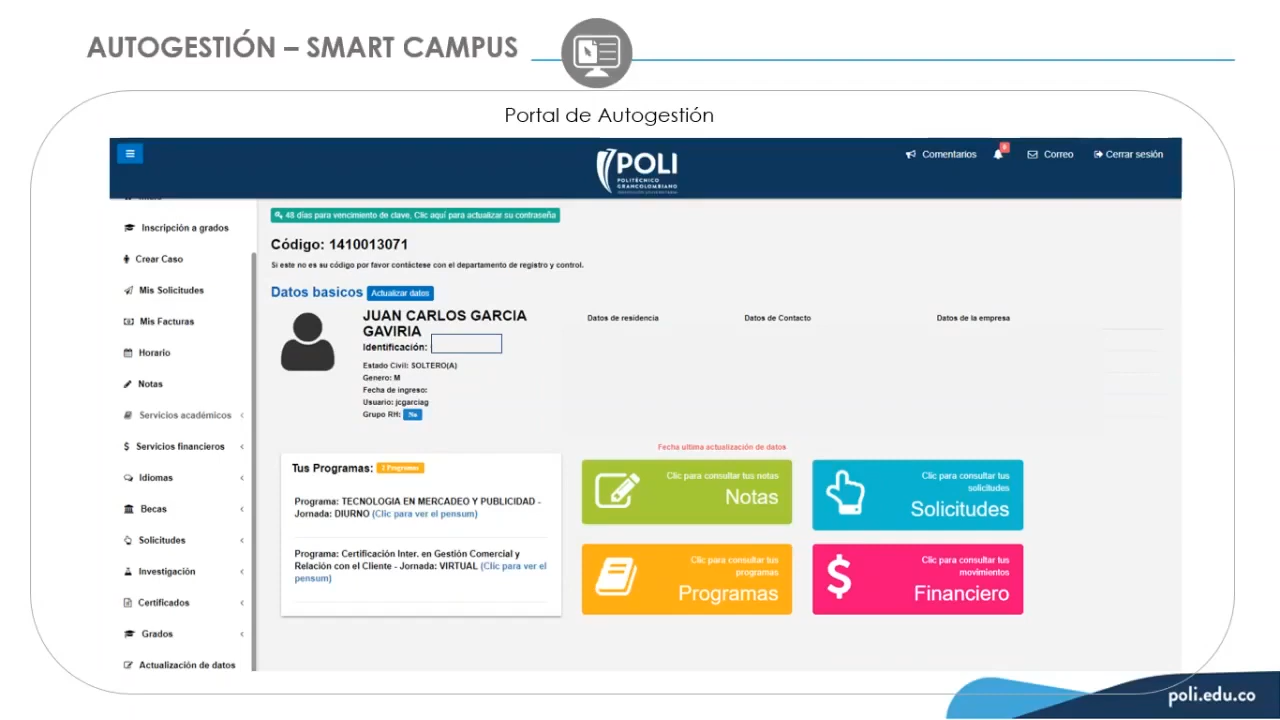 AUTOGESTIÓN – SMART CAMPUS
Portal de Autogestión
Comentarios
Correo
Cerrar sesión
POLI
POLITÉCNICO
GRANCOLOMBIANO
Inscripción a grados
Crear Caso
Mis Solicitudes
Mis Facturas
Horario
Notas
Servicios académicos
Servicios financieros
Idiomas
Becas
Solicitudes
Investigación
Certificados
Grados
Actualización de datos
48 días para vencimiento de clave, Clic aquí para actualizar su contraseña
Código: 1410013071
Si este no es su código por favor contáctese con el departamento de registro y control.
Datos basicos Actualizar datos
JUAN CARLOS GARCIA
GAVIRIA
Identificación:
Estado Civil: SOLTERO(A)
Genero: M
Fecha de ingreso:
Usuario: jcgarciag
Grupo RH: No
Datos de residencia
Datos de Contacto
Datos de la empresa
Fecha ultima actualización de datos
Tus Programas: 2 Programas
Programa: TECNOLOGIA EN MERCADEO Y PUBLICIDAD -
Jornada: DIURNO (Clic para ver el pensum)
Programa: Certificación Inter. en Gestión Comercial y
Relación con el Cliente - Jornada: VIRTUAL (Clic para ver el
pensum)
Clic para consultar tus notas
Notas
Clic para consultar tus
solicitudes
Solicitudes
Clic para consultar tus
programas
Programas
Clic para consultar tus
movimientos
Financiero
poli.edu.co